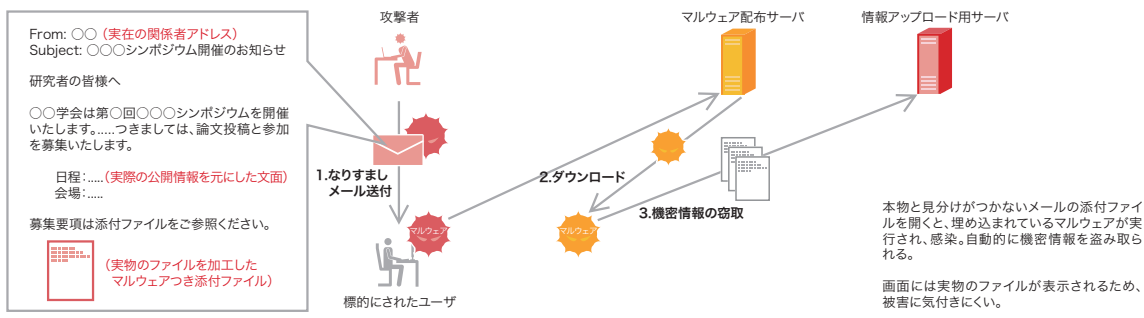 From: ○○（実在の関係者アドレス）
Subject: ○○○シンポジウム開催のお知らせ
研究者の皆様へ
○○学会は第○回○○○シンポジウムを開催
いたします。.....つきましては、論文投稿と参加
を募集いたします。
日程：.....（実際の公開情報を元にした文面）
会場：.....
募集要項は添付ファイルをご参照ください。
（実物のファイルを加工した
マルウェアつき添付ファイル）
攻撃者
1.なりすまし
メール送付
マルウェア
標的にされたユーザ
マルウェア配布サーバ
2.ダウンロード
マルウェア
3.機密情報の窃取
情報アップロード用サーバ
本物と見分けがつかないメールの添付ファイ
ルを開くと、埋め込まれているマルウェアが実
行され、感染。自動的に機密情報を盗み取ら
れる。
画面には実物のファイルが表示されるため、
被害に気付きにくい。